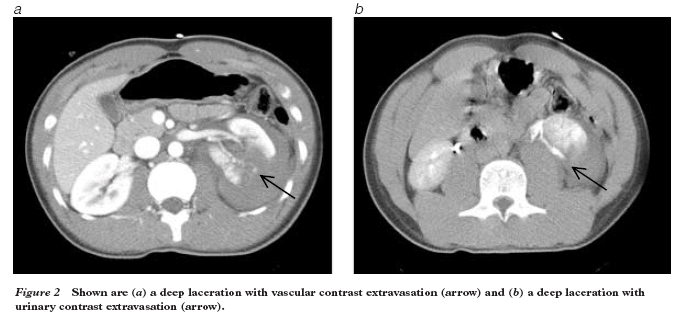 a
b
Figure 2 Shown are (a) a deep laceration with vascular contrast extravasation (arrow) and (b) a deep laceration with
urinary contrast extravasation (arrow).